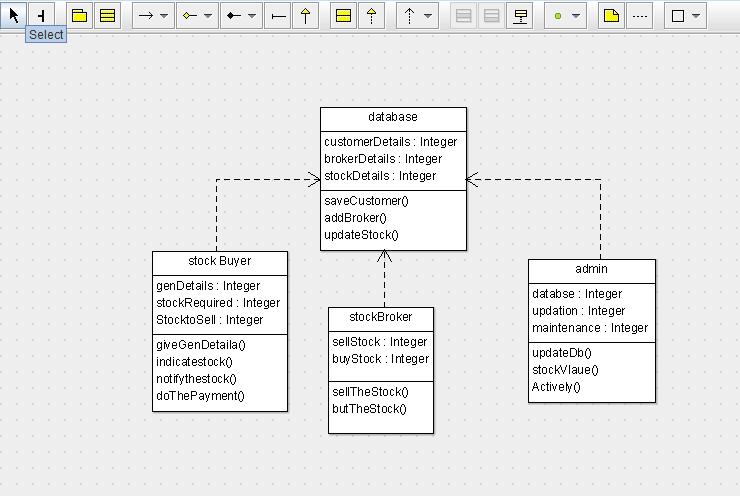 Select
database
customerDetails : Integer
brokerDetails : Integer
stockDetails : Integer
saveCustomer()
addBroker()
updateStock()
stock Buyer
genDetails : Integer
stockRequired : Integer
StocktoSell : Integer
giveGenDetaila()
indicatestock()
notifythestock()
doThePayment()
stockBroker
sellStock : Integer
buyStock : Integer
sellTheStock()
butTheStock()
admin
databse : Integer
updation : Integer
maintenance : Integer
updateDb()
stockVlaue()
Actively()